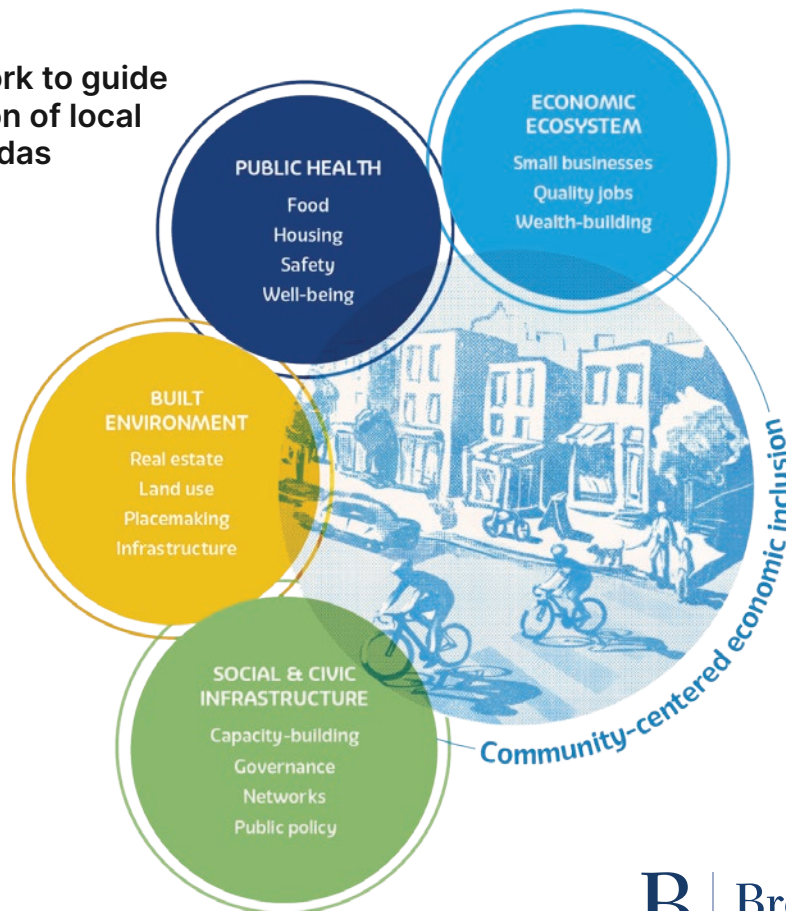 rk to guide
n of local
das
ECONOMIC
ECOSYSTEM
Small businesses
Quality jobs
Wealth-building
PUBLIC HEALTH
Food
Housing
Safety
Well-being
BUILT
ENVIRONMENT
Real estate
Land use
Placemaking
Infrastructure
SOCIAL & CIVIC
INFRASTRUCTURE
Capacity-building
Governance
Networks
Public policy
Community-centered economic inclusion
B Br